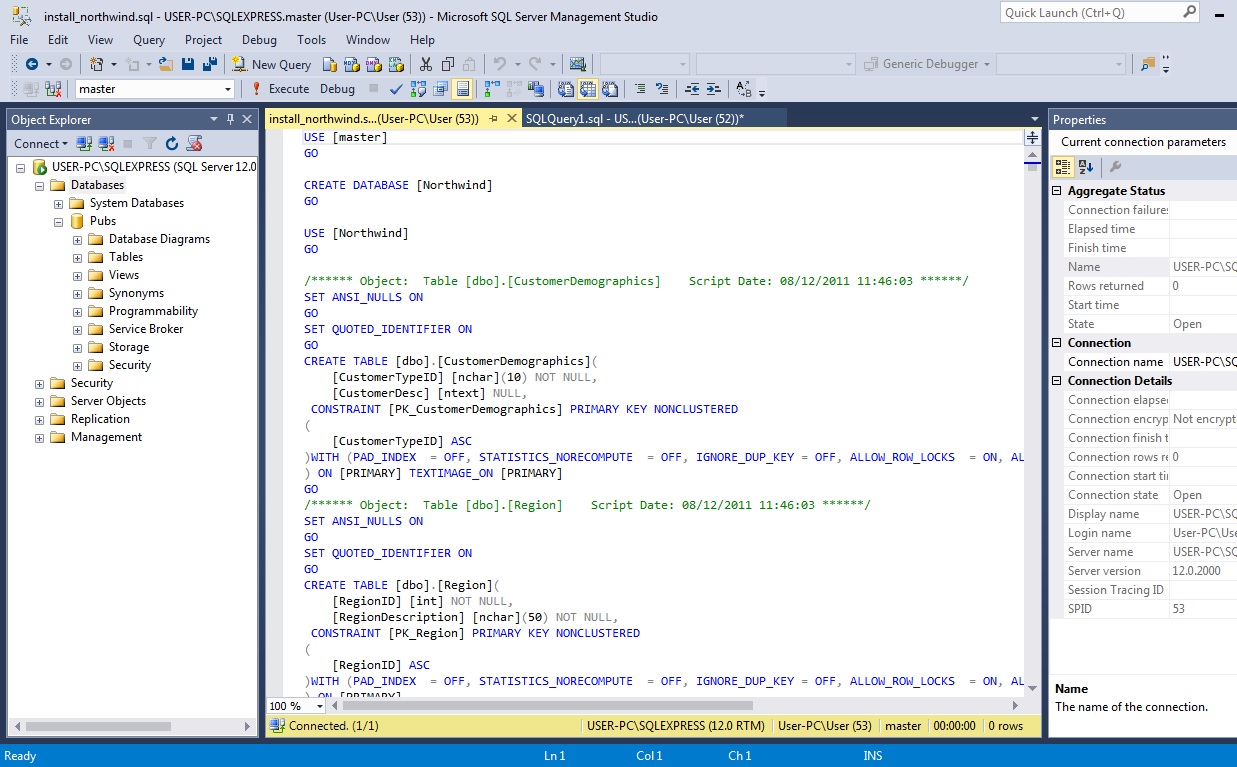 install_northwind.sql - USER-PC\SQLEXPRESS.master (User-PC\User (53)) - Microsoft SQL Server Management Studio
Quick Launch (Ctrl+Q)
File Edit View Query Project Debug Tools Window Help
New Query
Generic Debugger
master
Execute Debug
Object Explorer
Connect
USER-PC\SQLEXPRESS (SQL Server 12.0
Databases
System Databases
Pubs
Database Diagrams
Tables
Views
Synonyms
Programmability
Service Broker
Storage
Security
Security
Server Objects
Replication
Management
install_northwind.s...(User-PC\User (53))
SQLQuery1.sql - US...(User-PC\User (52))*
USE [master]
GO
CREATE DATABASE [Northwind]
GO
USE [Northwind]
GO
/****** Object:  Table [dbo].[CustomerDemographics]    Script Date: 08/12/2011 11:46:03 ******/
SET ANSI_NULLS ON
GO
SET QUOTED_IDENTIFIER ON
GO
CREATE TABLE [dbo].[CustomerDemographics](
[CustomerTypeID] [nchar](10) NOT NULL,
[CustomerDesc] [ntext] NULL,
CONSTRAINT [PK_CustomerDemographics] PRIMARY KEY NONCLUSTERED
(
[CustomerTypeID] ASC
)WITH (PAD_INDEX  = OFF, STATISTICS_NORECOMPUTE  = OFF, IGNORE_DUP_KEY = OFF, ALLOW_ROW_LOCKS  = ON, AL
) ON [PRIMARY] TEXTIMAGE_ON [PRIMARY]
GO
/****** Object:  Table [dbo].[Region]    Script Date: 08/12/2011 11:46:03 ******/
SET ANSI_NULLS ON
GO
SET QUOTED_IDENTIFIER ON
GO
CREATE TABLE [dbo].[Region](
[RegionID] [int] NOT NULL,
[RegionDescription] [nchar](50) NOT NULL,
CONSTRAINT [PK_Region] PRIMARY KEY NONCLUSTERED
(
[RegionID] ASC
)WITH (PAD_INDEX  = OFF, STATISTICS_NORECOMPUTE  = OFF, IGNORE_DUP_KEY = OFF, ALLOW_ROW_LOCKS  = ON, AL
) ON [PRIMARY]
100 %
Connected. (1/1)
USER-PC\SQLEXPRESS (12.0 RTM) User-PC\User (53) master 00:00:00 0 rows
Properties
Current connection parameters
Aggregate Status
Connection failures
Elapsed time
Finish time
Name USER-PC\SQ
Rows returned 0
Start time
State Open
Connection
Connection name USER-PC\SQ
Connection Details
Connection elapse
Connection encryp Not encrypt
Connection finish t
Connection rows re 0
Connection start ti
Connection state Open
Display name USER-PC\SQ
Login name User-PC\Use
Server name USER-PC\SQ
Server version 12.0.2000
Session Tracing ID
SPID 53
Name
The name of the connection.
Ready Ln 1 Col 1 Ch 1 INS